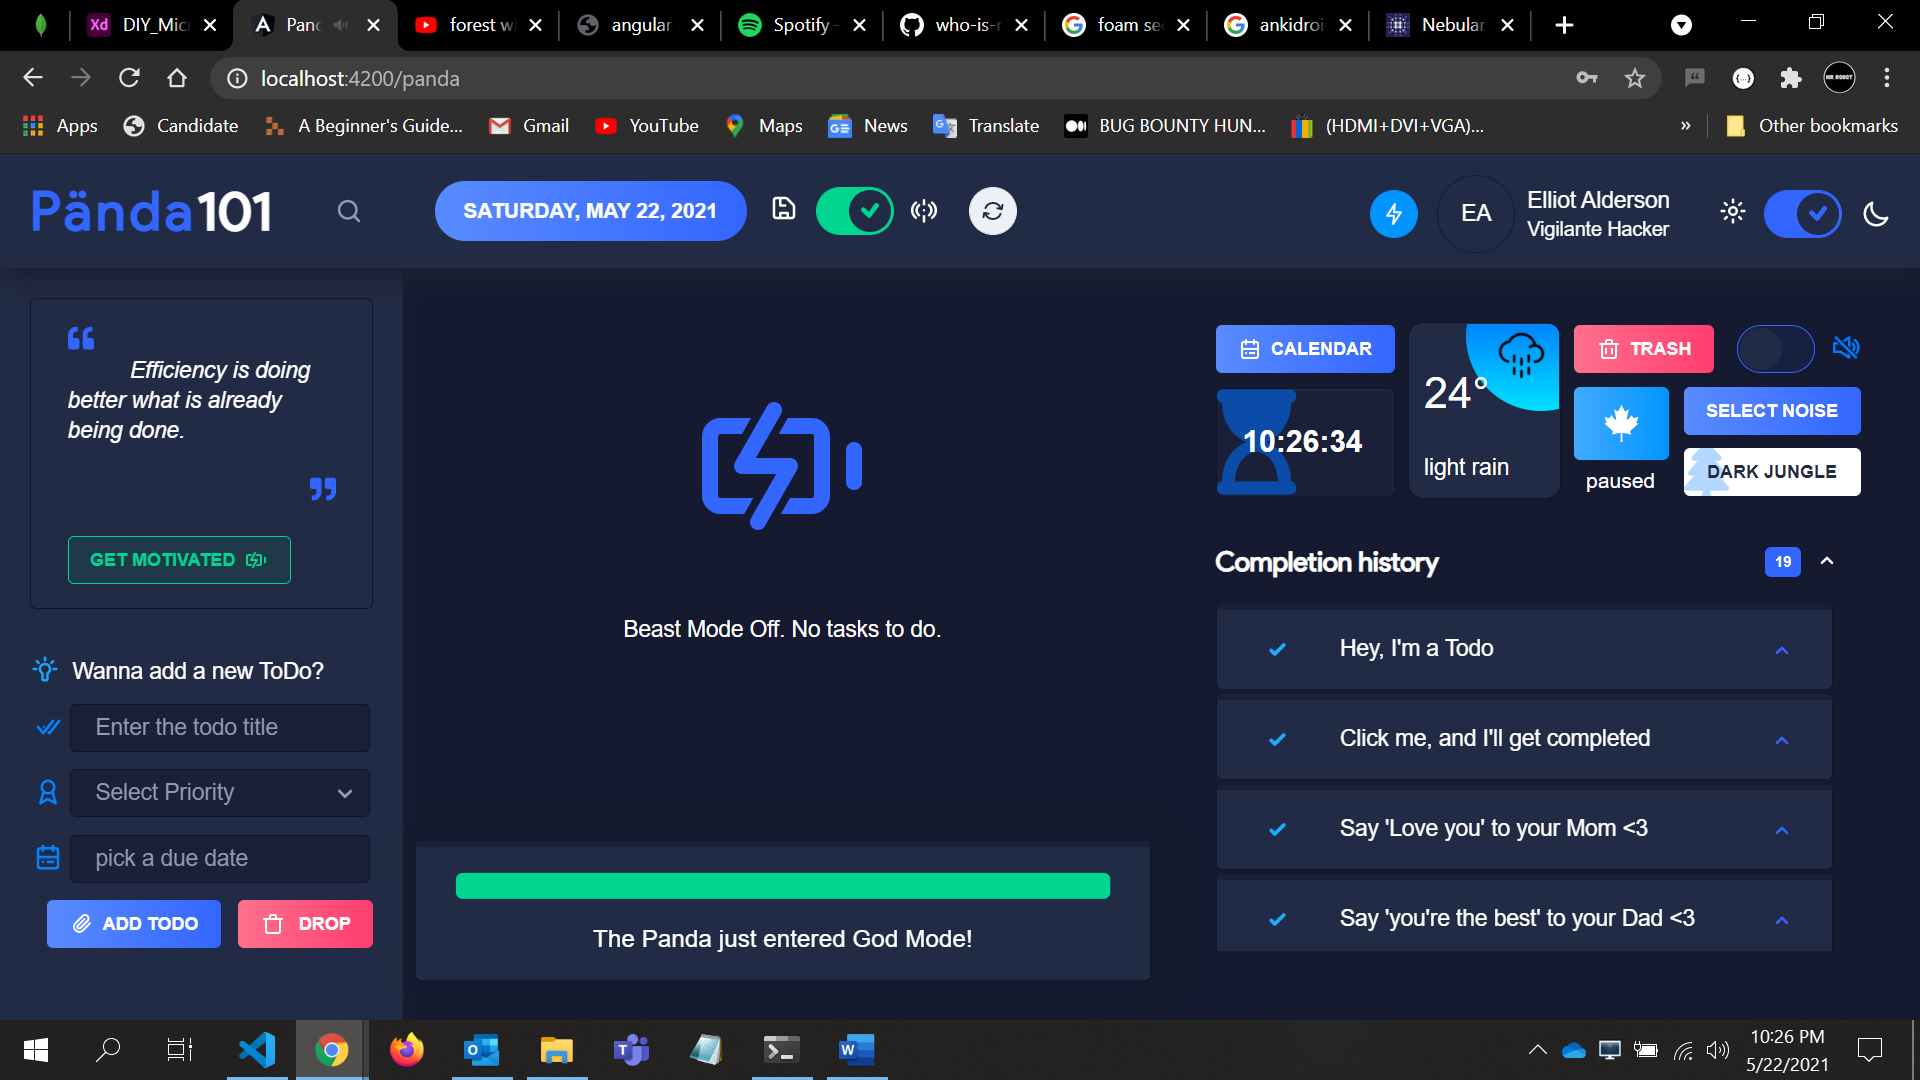 DIY_Mic
Panc
forest w
angular
Spotify -
who-is-r
foam se
ankidroi
Nebular
localhost:4200/panda
Apps
Candidate
A Beginner's Guide...
Gmail
YouTube
Maps
News
Translate
BUG BOUNTY HUN...
(HDMI+DVI+VGA)...
»
Other bookmarks
Pända101
SATURDAY, MAY 22, 2021
EA
Elliot Alderson
Vigilante Hacker
Efficiency is doing
better what is already
being done.
GET MOTIVATED
Wanna add a new ToDo?
Enter the todo title
Select Priority
pick a due date
ADD TODO
DROP
Beast Mode Off. No tasks to do.
The Panda just entered God Mode!
CALENDAR
10:26:34
24°
light rain
TRASH
paused
SELECT NOISE
DARK JUNGLE
Completion history
19
Hey, I'm a Todo
Click me, and I'll get completed
Say 'Love you' to your Mom <3
Say 'you're the best' to your Dad <3
10:26 PM
5/22/2021